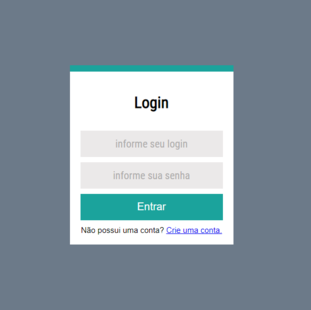 Login
informe seu login
informe sua senha
Entrar
Não possui uma conta? Crie uma conta.